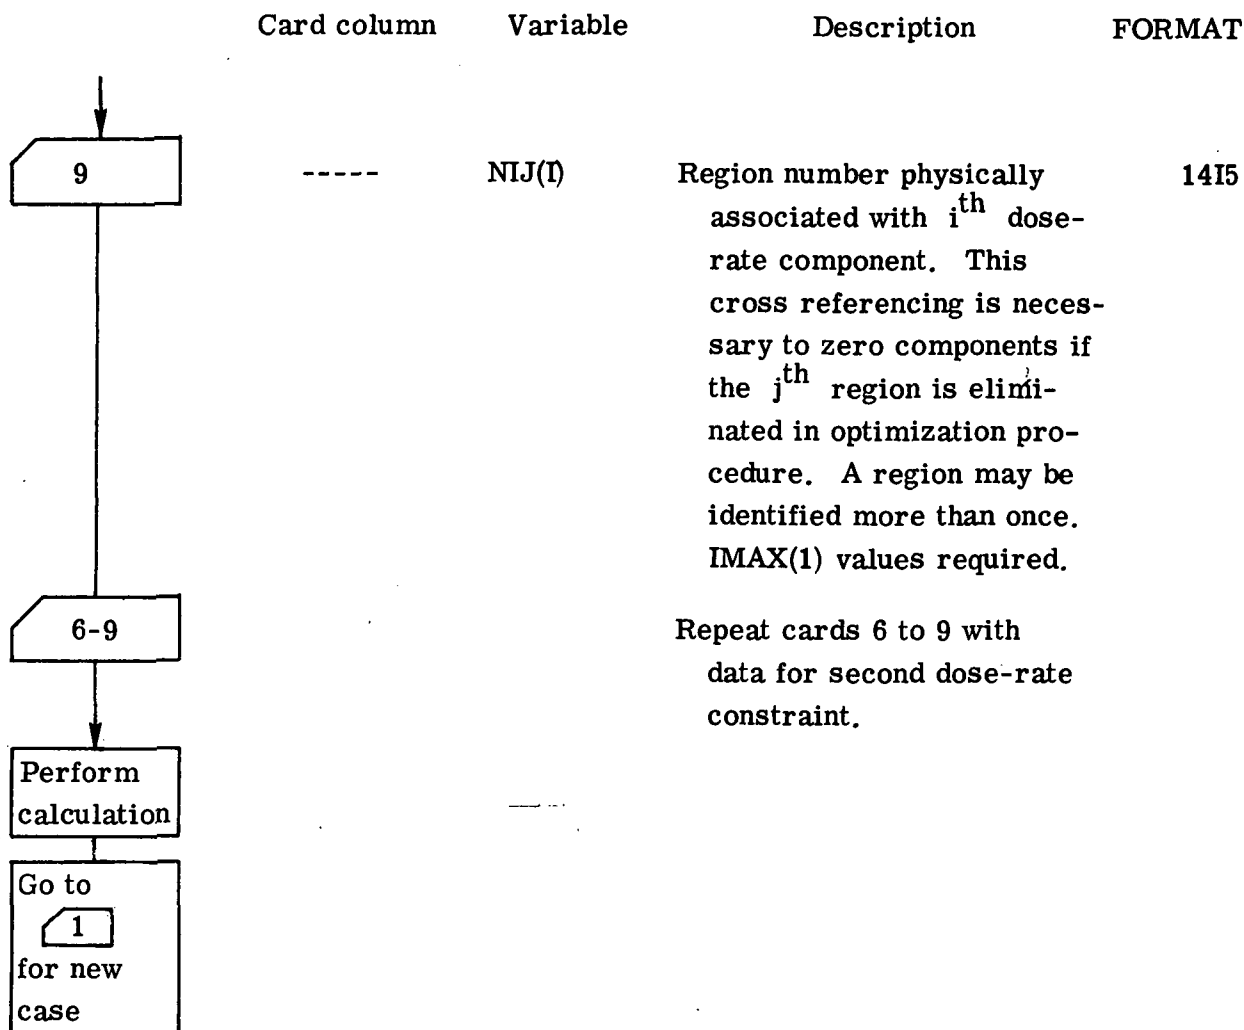 Card column Variable Description FORMAT
9 ----- NIJ(I) Region number physically 14I5
associated with i^th dose-
rate component. This
cross referencing is neces-
sary to zero components if
the j^th region is elimi-
nated in optimization pro-
cedure. A region may be
identified more than once.
IMAX(1) values required.
6-9 Repeat cards 6 to 9 with
data for second dose-rate
constraint.
Perform
calculation
Go to
1
for new
case